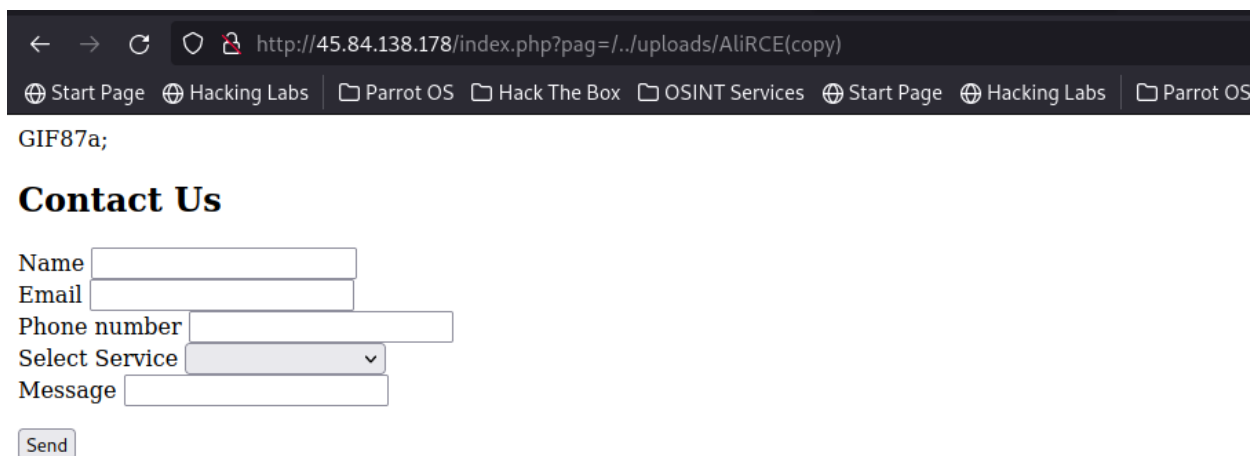 http://45.84.138.178/index.php?pag=/../uploads/AliRCE(copy)
Start Page Hacking Labs Parrot OS Hack The Box OSINT Services Start Page Hacking Labs Parrot OS
GIF87a;
Contact Us
Name
Email
Phone number
Select Service
Message
Send